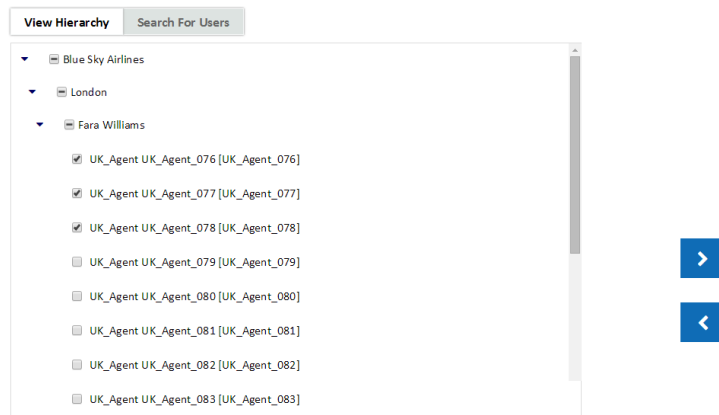 View Hierarchy Search For Users
Blue Sky Airlines
London
Fara Williams
UK_Agent UK_Agent_076 [UK_Agent_076]
UK_Agent UK_Agent_077 [UK_Agent_077]
UK_Agent UK_Agent_078 [UK_Agent_078]
UK_Agent UK_Agent_079 [UK_Agent_079]
UK_Agent UK_Agent_080 [UK_Agent_080]
UK_Agent UK_Agent_081 [UK_Agent_081]
UK_Agent UK_Agent_082 [UK_Agent_082]
UK_Agent UK_Agent_083 [UK_Agent_083]